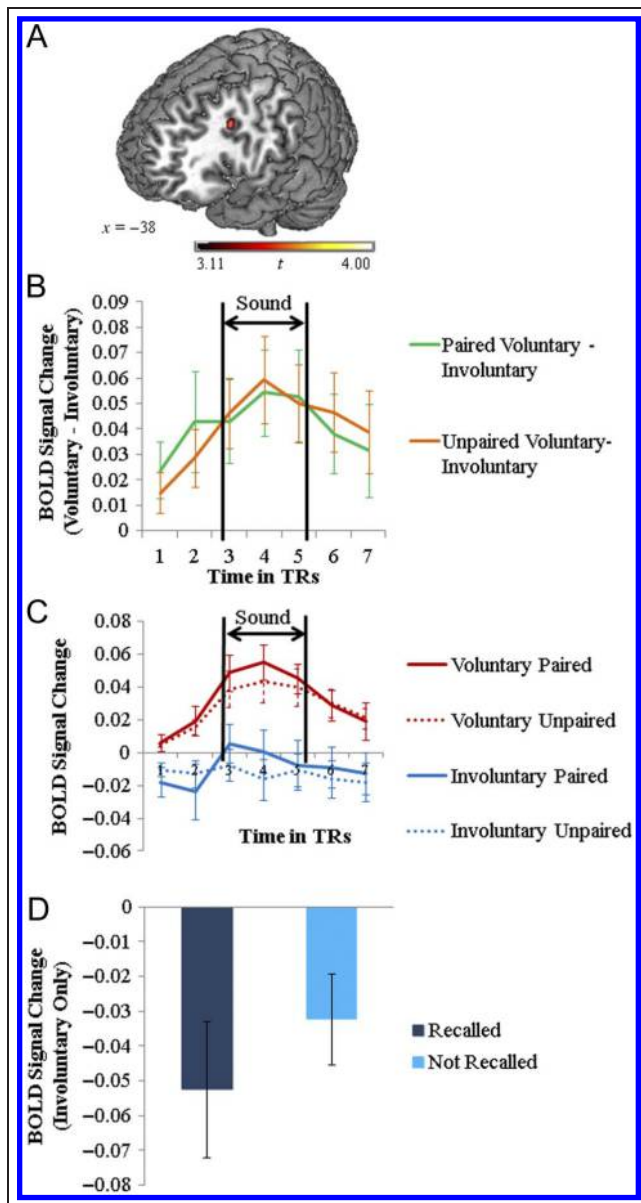 A
x = −38
3.11 t 4.00
B
BOLD Signal Change
(Voluntary - Involuntary)
0.09
0.08
0.07
0.06
0.05
0.04
0.03
0.02
0.01
0
Sound
1 2 3 4 5 6 7
Time in TRs
Paired Voluntary -
Involuntary
Unpaired Voluntary-
Involuntary
C
BOLD Signal Change
0.08
0.06
0.04
0.02
0
−0.02
−0.04
−0.06
Sound
1 2 3 4 5 6 7
Time in TRs
Voluntary Paired
Voluntary Unpaired
Involuntary Paired
Involuntary Unpaired
D
BOLD Signal Change
(Involuntary Only)
0
−0.01
−0.02
−0.03
−0.04
−0.05
−0.06
−0.07
−0.08
Recalled
Not Recalled